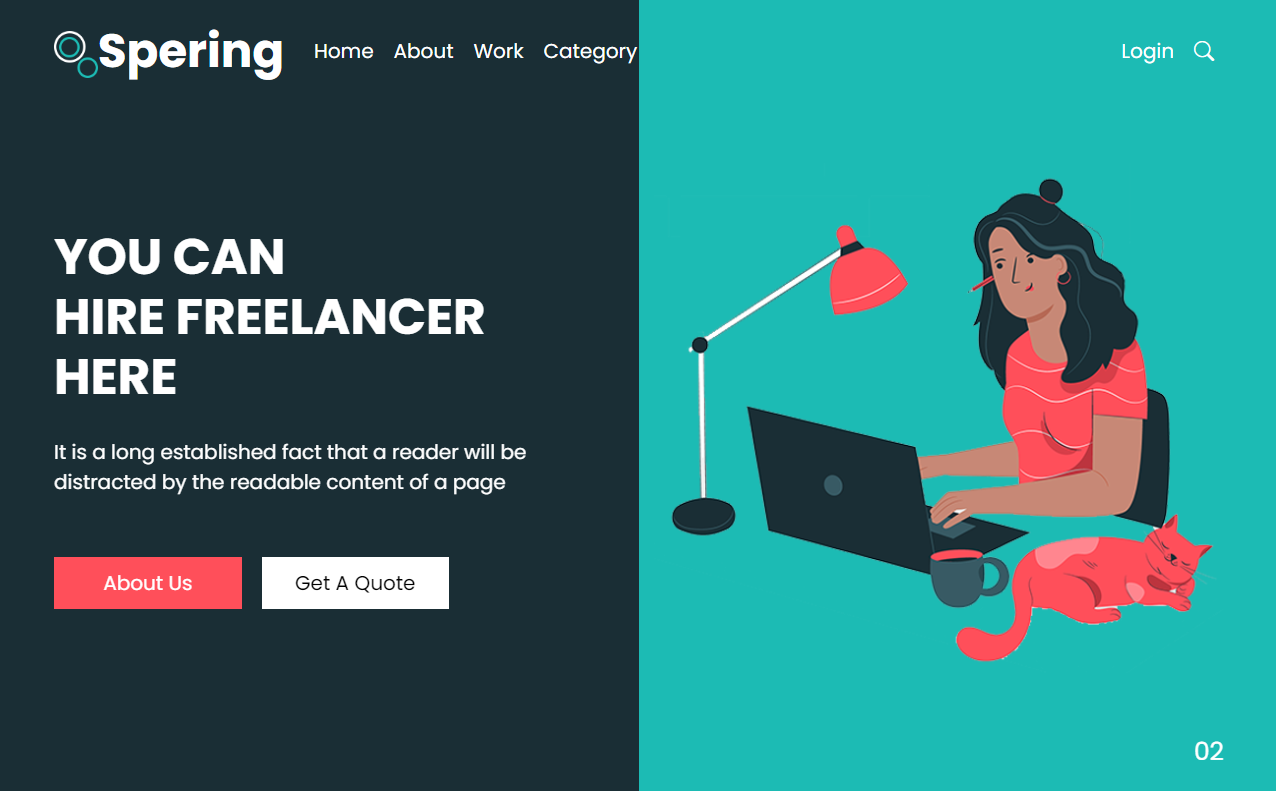 Spering
Home About Work Category
Login
YOU CAN
HIRE FREELANCER
HERE
It is a long established fact that a reader will be
distracted by the readable content of a page
About Us
Get A Quote
02